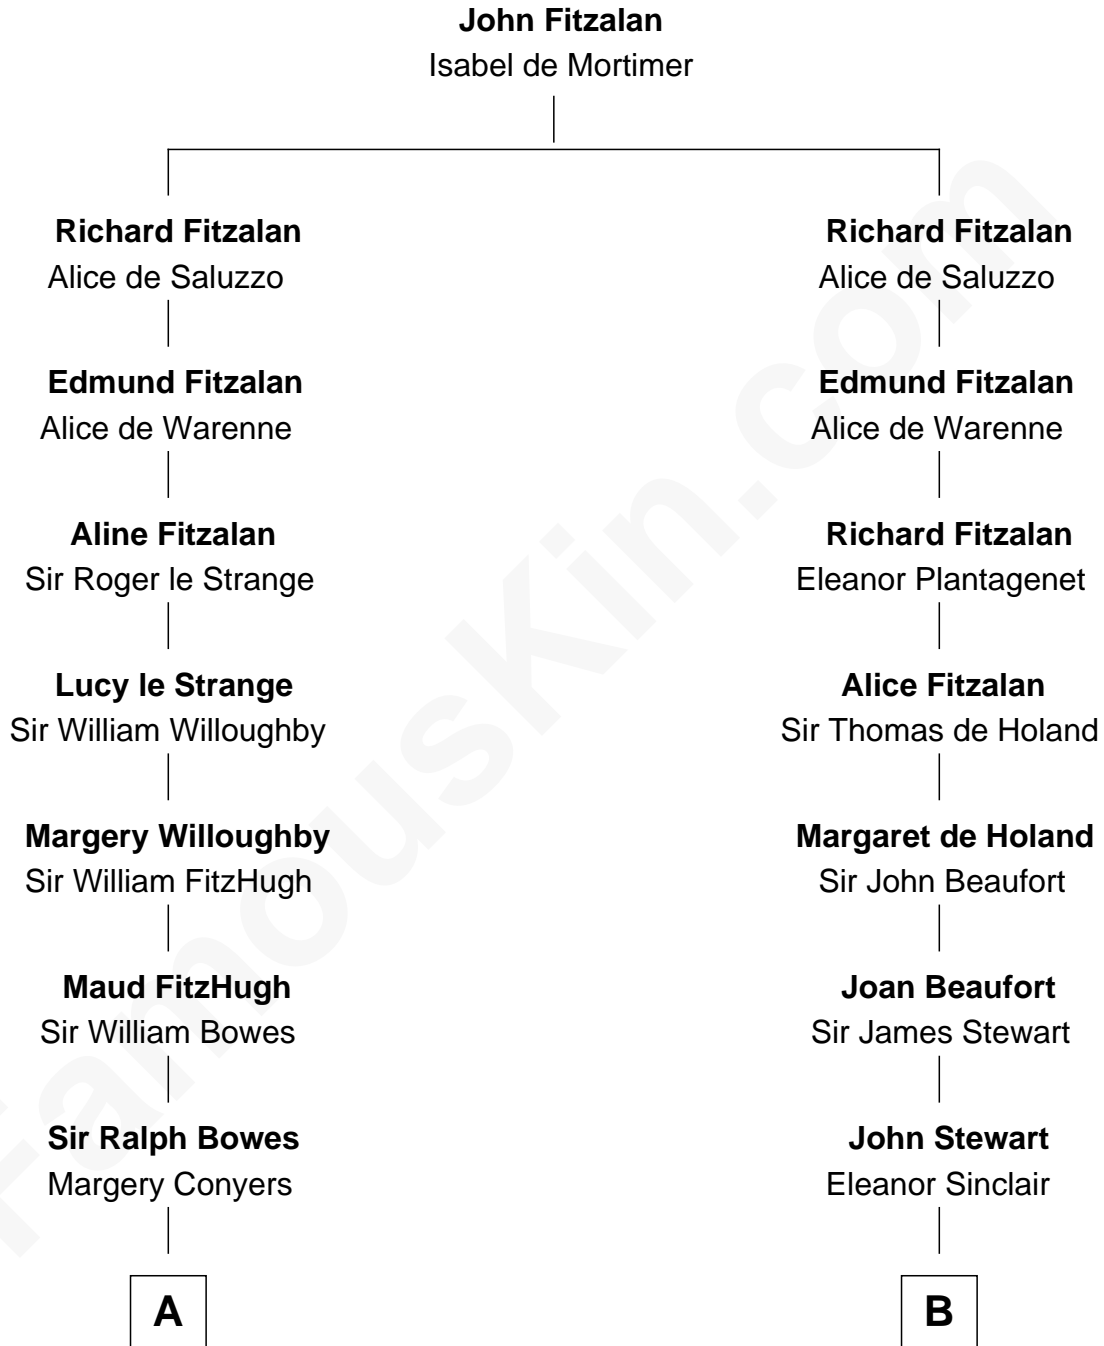 John Fitzalan
Isabel de Mortimer
Richard Fitzalan
Alice de Saluzzo
Richard Fitzalan
Alice de Saluzzo
Edmund Fitzalan
Alice de Warenne
Edmund Fitzalan
Alice de Warenne
Aline Fitzalan
Sir Roger le Strange
Richard Fitzalan
Eleanor Plantagenet
Lucy le Strange
Sir William Willoughby
Alice Fitzalan
Sir Thomas de Holand
Margery Willoughby
Sir William FitzHugh
Margaret de Holand
Sir John Beaufort
Maud FitzHugh
Sir William Bowes
Joan Beaufort
Sir James Stewart
Sir Ralph Bowes
Margery Conyers
John Stewart
Eleanor Sinclair
A
B
FamousKin.com